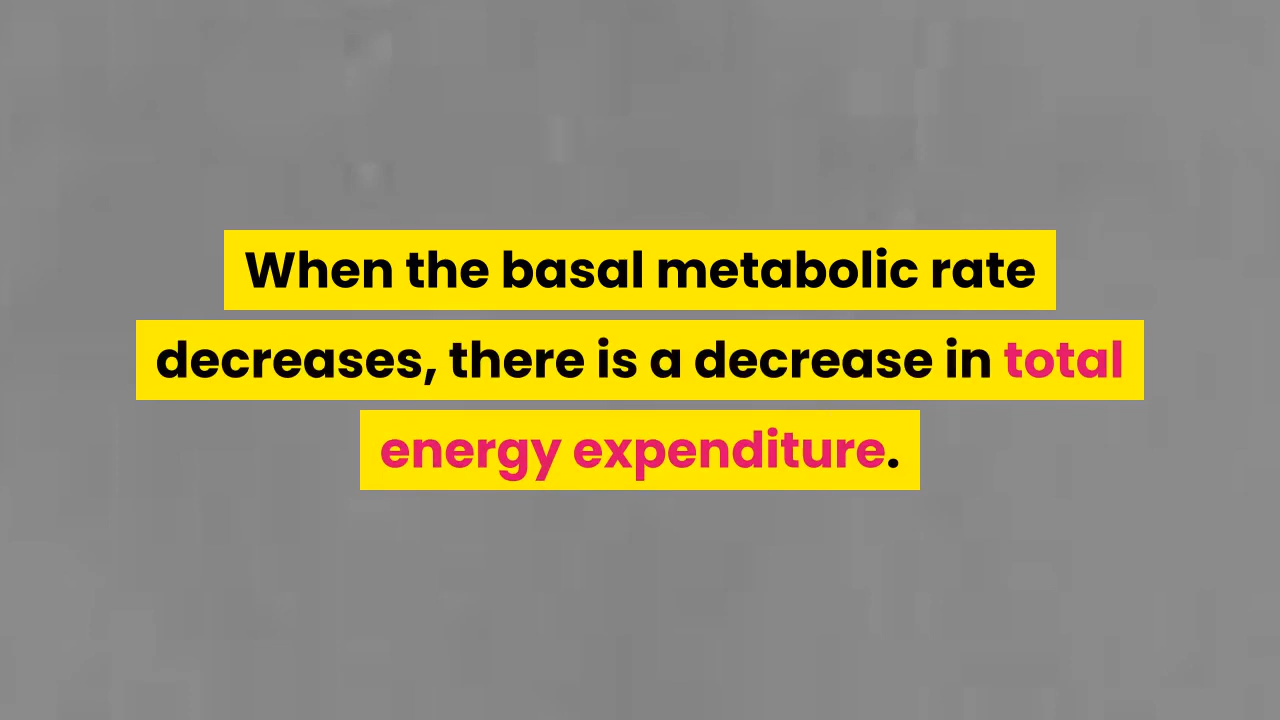 When the basal metabolic rate
decreases, there is a decrease in total
energy expenditure.